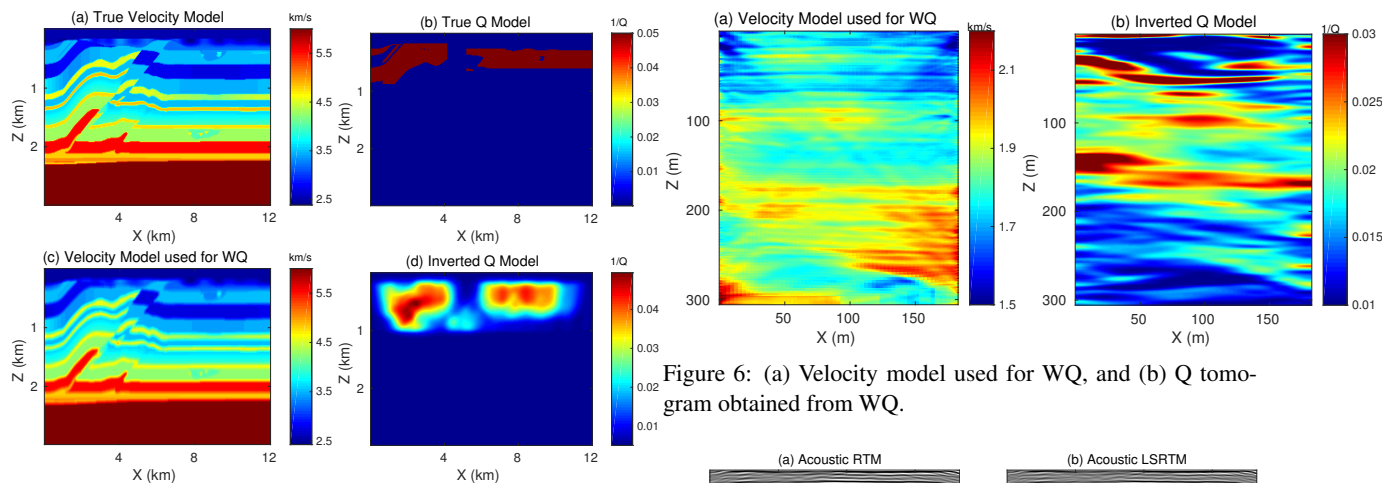 (a) True Velocity Model
km/s
5.5
4.5
3.5
2.5
Z (km)
1
2
4
8
12
X (km)
(b) True Q Model
1/Q
0.05
0.04
0.03
0.02
0.01
0.00
Z (km)
1
2
4
8
12
X (km)
(c) Velocity Model used for WQ
km/s
5.5
4.5
3.5
2.5
Z (km)
1
2
4
8
12
X (km)
(d) Inverted Q Model
1/Q
0.04
0.03
0.02
0.01
Z (km)
1
2
4
8
12
X (km)
(a) Velocity Model used for WQ
km/s
2.1
1.9
1.7
1.5
Z (m)
100
200
300
50
100
150
X (m)
(b) Inverted Q Model
1/Q
0.03
0.025
0.02
0.015
0.01
Z (m)
100
200
300
50
100
150
X (m)
Figure 6: (a) Velocity model used for WQ, and (b) Q tomo-
gram obtained from WQ.
(a) Acoustic RTM
(b) Acoustic LSRTM